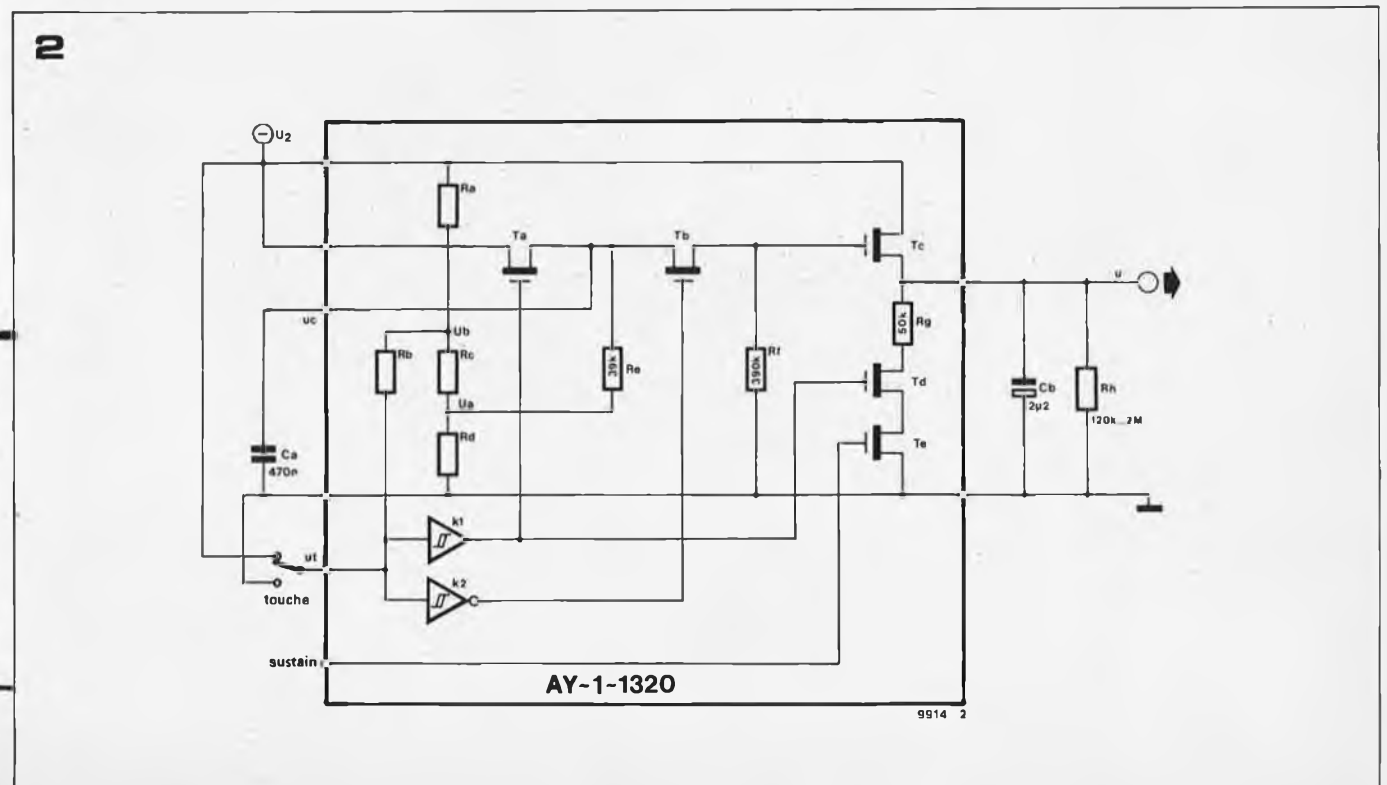 2
U2
Ra
Ta
Tb
Tc
u
uc
Ub
Rb
Rc
39k
Re
390k
Rf
50k
Rg
Ua
Td
Cb
2µ2
Rh
120k...2M
Rd
Te
Ca
470n
k1
ut
k2
touche
sustain
AY-1-1320
9914 2